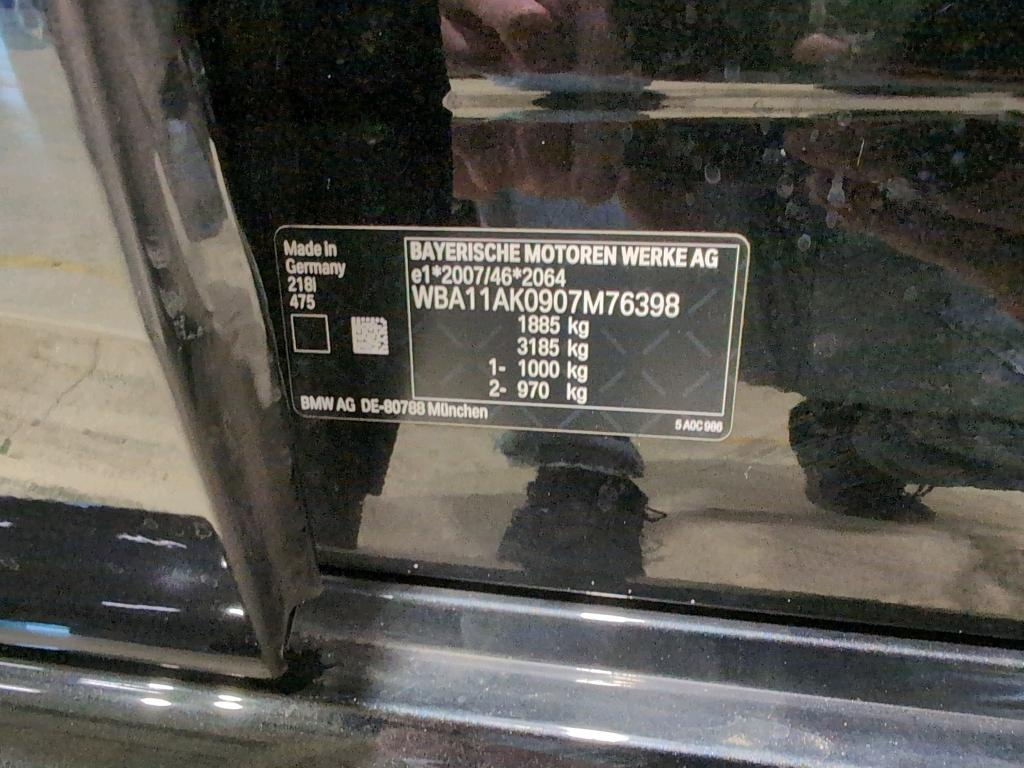 Made in
Germany
218i
475
BAYERISCHE MOTOREN WERKE AG
e1*2007/46*2064
WBA11AK0907M76398
1885 kg
3185 kg
1- 1000 kg
2- 970 kg
BMW AG DE-80788 München
5 A0C 986